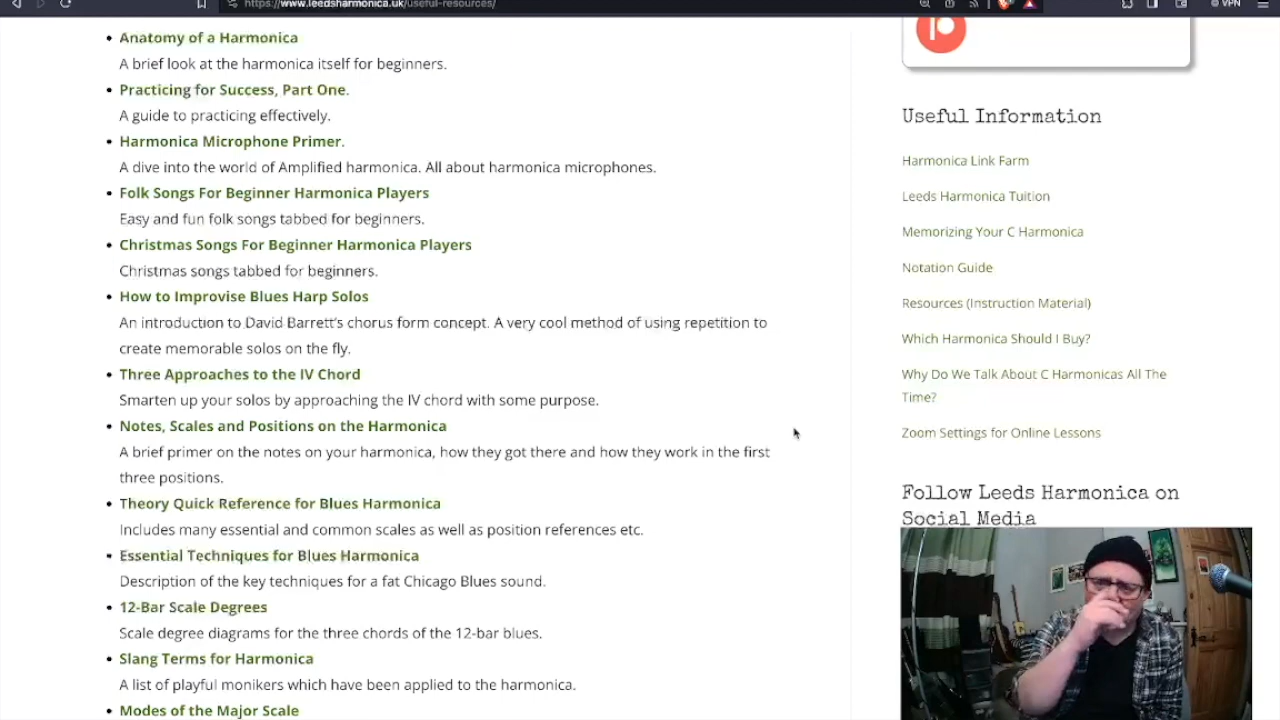 https://www.leedsharmonica.uk/useful-resources/
VPN
Anatomy of a Harmonica
A brief look at the harmonica itself for beginners.
Practicing for Success, Part One.
A guide to practicing effectively.
Harmonica Microphone Primer.
A dive into the world of Amplified harmonica. All about harmonica microphones.
Folk Songs For Beginner Harmonica Players
Easy and fun folk songs tabbed for beginners.
Christmas Songs For Beginner Harmonica Players
Christmas songs tabbed for beginners.
How to Improvise Blues Harp Solos
An introduction to David Barrett's chorus form concept. A very cool method of using repetition to
create memorable solos on the fly.
Three Approaches to the IV Chord
Smarten up your solos by approaching the IV chord with some purpose.
Notes, Scales and Positions on the Harmonica
A brief primer on the notes on your harmonica, how they got there and how they work in the first
three positions.
Theory Quick Reference for Blues Harmonica
Includes many essential and common scales as well as position references etc.
Essential Techniques for Blues Harmonica
Description of the key techniques for a fat Chicago Blues sound.
12-Bar Scale Degrees
Scale degree diagrams for the three chords of the 12-bar blues.
Slang Terms for Harmonica
A list of playful monikers which have been applied to the harmonica.
Modes of the Major Scale
Useful Information
Harmonica Link Farm
Leeds Harmonica Tuition
Memorizing Your C Harmonica
Notation Guide
Resources (Instruction Material)
Which Harmonica Should I Buy?
Why Do We Talk About C Harmonicas All The
Time?
Zoom Settings for Online Lessons
Follow Leeds Harmonica on
Social Media